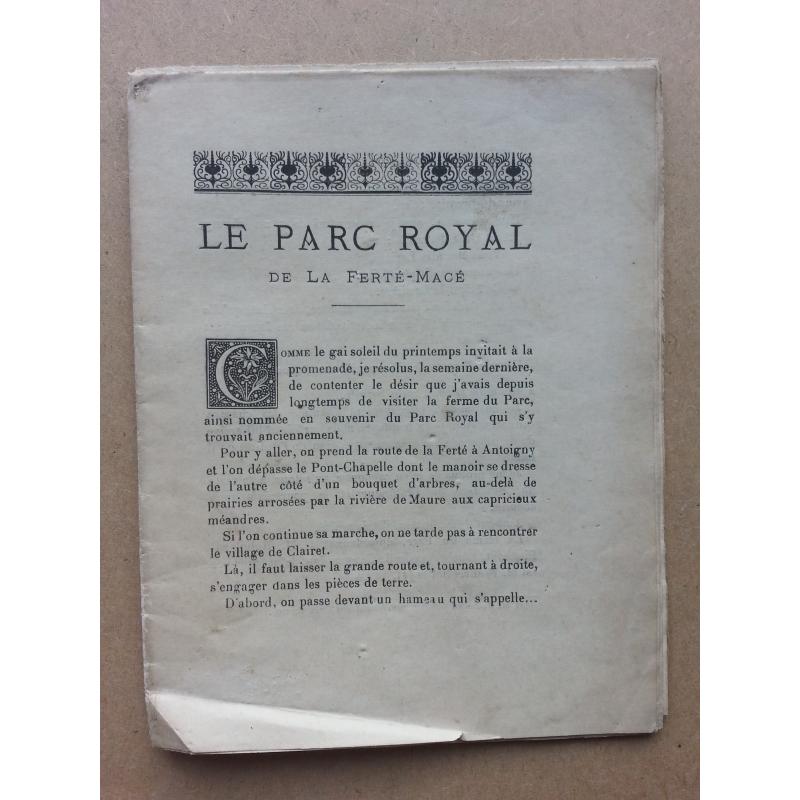 LE PARC ROYAL
DE LA FERTÉ-MACÉ
COMME le gai soleil du printemps invitait à la
promenade, je résolus, la semaine dernière,
de contenter le désir que j'avais depuis
longtemps de visiter la ferme du Parc,
ainsi nommée en souvenir du Parc Royal qui s'y
trouvait anciennement.
Pour y aller, on prend la route de la Ferté à Antoigny
et l'on dépasse le Pont-Chapelle dont le manoir se dresse
de l'autre côté d'un bouquet d'arbres, au-delà de
prairies arrosées par la rivière de Maure aux capricieux
méandres.
Si l'on continue sa marche, on ne tarde pas à rencontrer
le village de Clairet.
Là, il faut laisser la grande route et, tournant à droite,
s'engager dans les pièces de terre.
D'abord, on passe devant un hameau qui s'appelle...